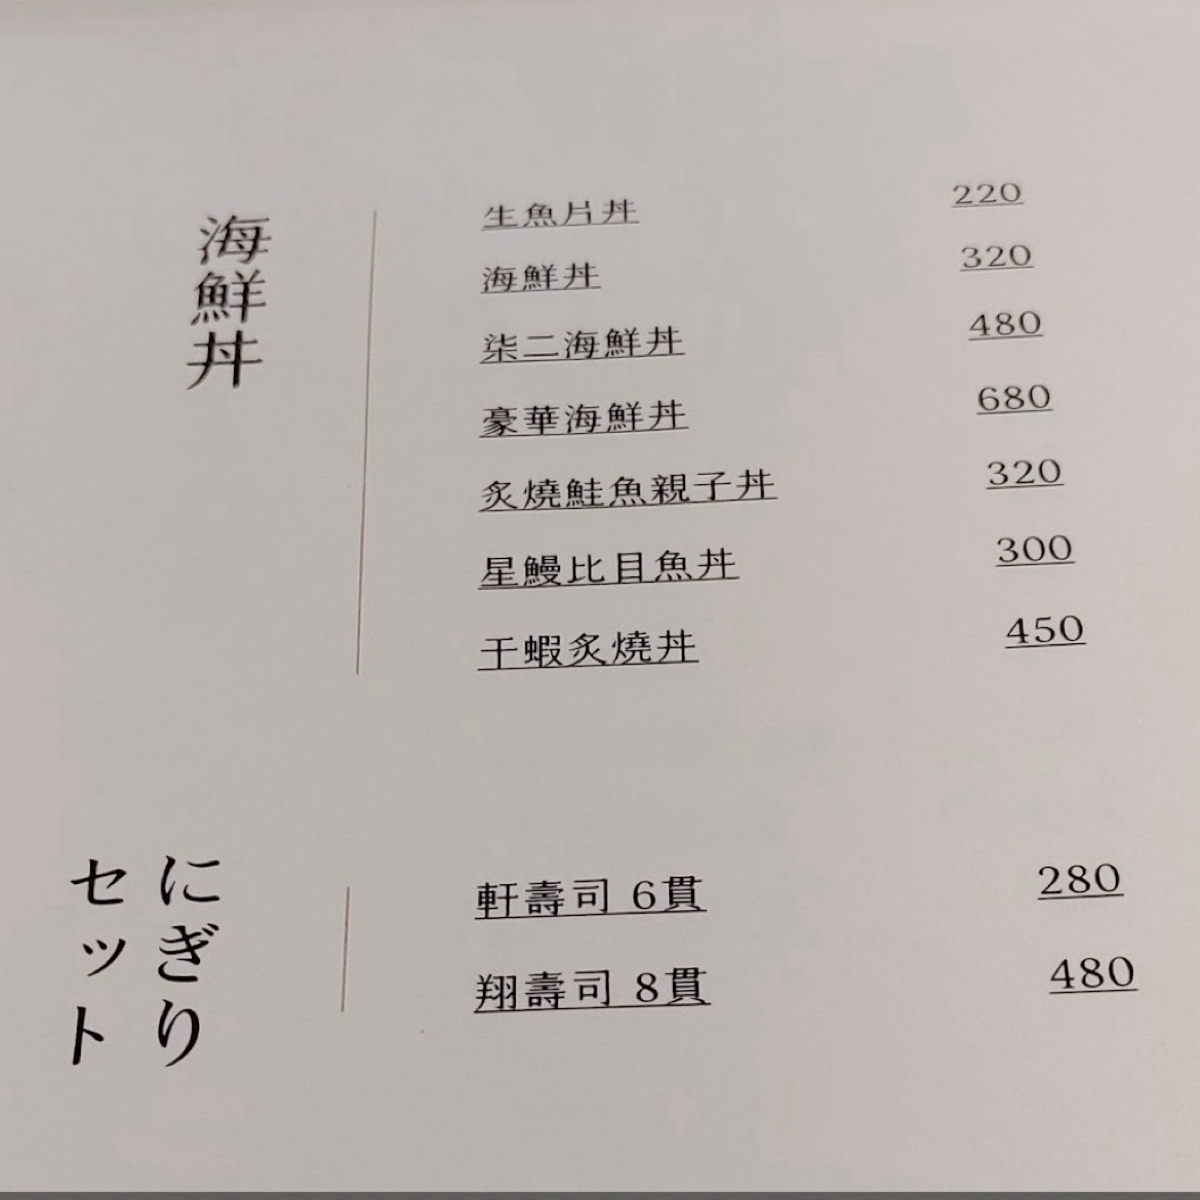 海鮮丼
生魚片丼 220
海鮮丼 320
柒二海鮮丼 480
豪華海鮮丼 680
炙燒鮭魚親子丼 320
星鰻比目魚丼 300
干蝦炙燒丼 450
にぎり
セット
軒壽司 6貫 280
翔壽司 8貫 480